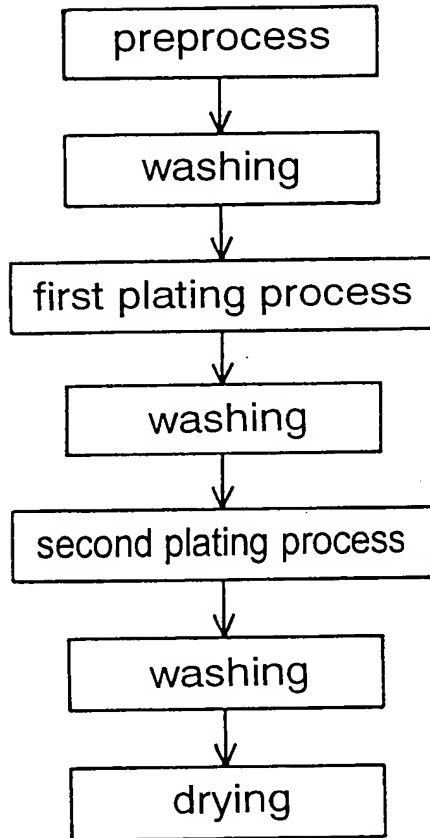 preprocess
washing
first plating process
washing
second plating process
washing
drying